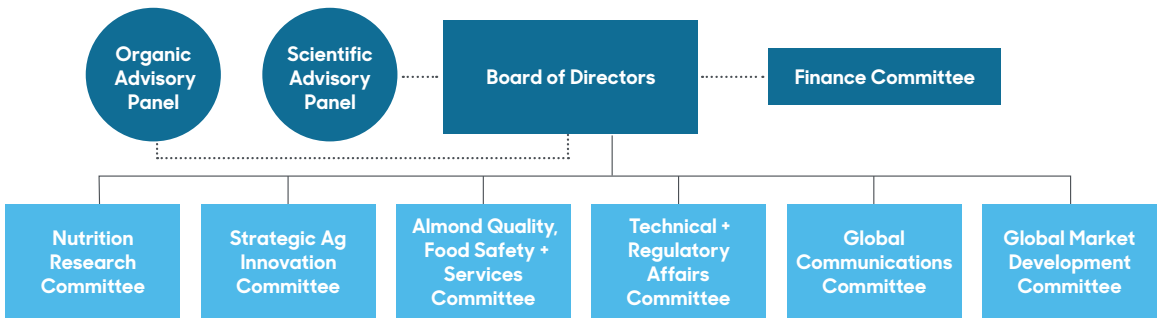 Organic
Advisory
Panel
Scientific
Advisory
Panel
Board of Directors
Finance Committee
Nutrition
Research
Committee
Strategic Ag
Innovation
Committee
Almond Quality,
Food Safety +
Services
Committee
Technical +
Regulatory
Affairs
Committee
Global
Communications
Committee
Global Market
Development
Committee